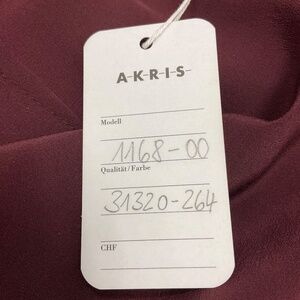 A-K-R-I-S-
Modell
1168-00
Qualität/Farbe
31320-264
CHF